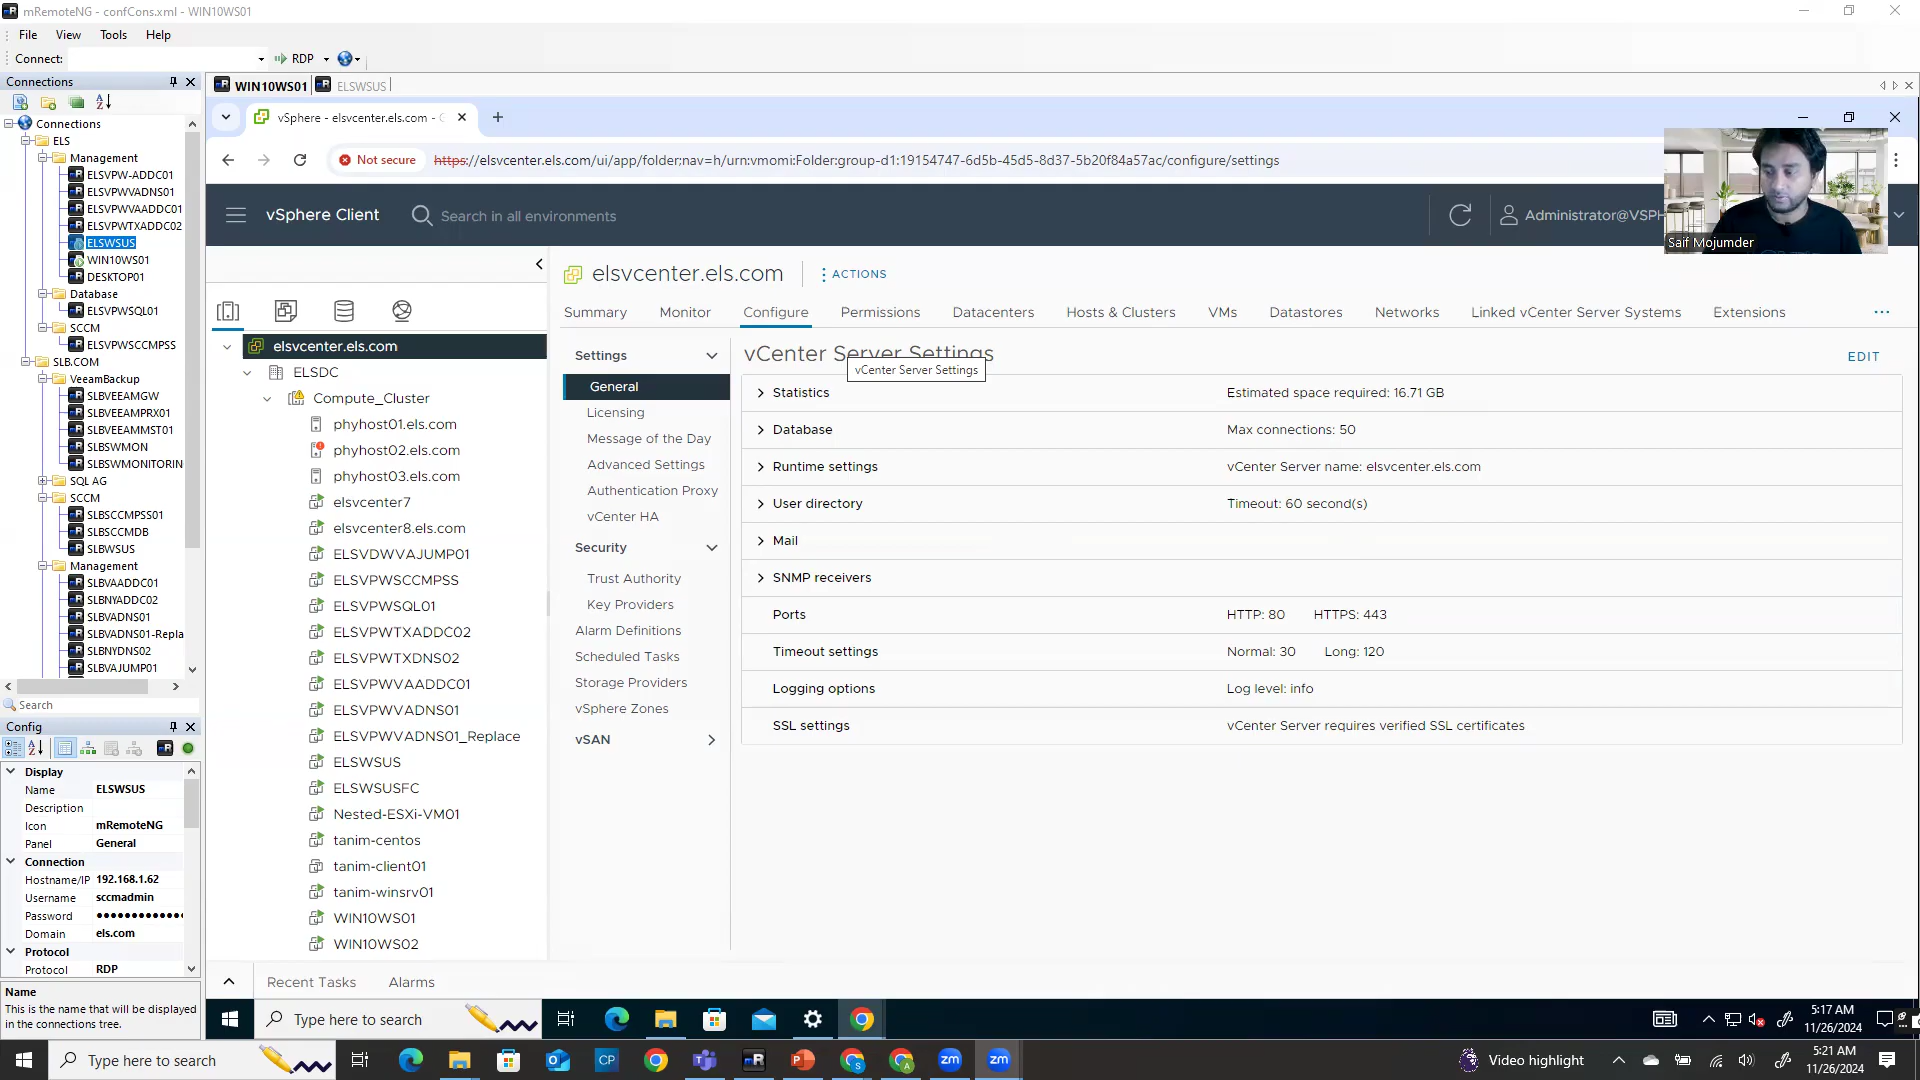 mRemoteNG - confCons.xml - WIN10WS01
File View Tools Help
Connect: RDP
Connections
Connections
ELS
Management
ELSVPW-ADDC01
ELSVPWVADNS01
ELSVPWVAADDC01
ELSVPWTXADDC02
ELSWSUS
WIN10WS01
DESKTOP01
Database
ELSVPWSQL01
SCCM
ELSVPWSCCMPSS
SLB.COM
VeeamBackup
SLBVEEAMGW
SLBVEEAMPRX01
SLBVEEAMMST01
SLBSWMON
SLBSWMONITORIN
SQL AG
SCCM
SLBSCCMPSS01
SLBSCCMDB
SLBWSUS
Management
SLBVAADDC01
SLBNYADDC02
SLBVADNS01
SLBVADNS01-Repla
SLBNYDNS02
SLBVAJUMP01
Search
Config
Display
Name ELSWSUS
Description
Icon mRemoteNG
Panel General
Connection
Hostname/IP 192.168.1.62
Username sccmadmin
Password ●●●●●●●●●●●●
Domain els.com
Protocol
Protocol RDP
Name
This is the name that will be displayed
in the connections tree.
WIN10WS01 ELSWSUS
vSphere - elsvcenter.els.com -
Not secure https://elsvcenter.els.com/ui/app/folder;nav=h/urn:vmomi:Folder:group-d1:19154747-6d5b-45d5-8d37-5b20f84a57ac/configure/settings
vSphere Client Search in all environments Administrator@VSPH
Saif Mojumder
elsvcenter.els.com ACTIONS
Summary Monitor Configure Permissions Datacenters Hosts & Clusters VMs Datastores Networks Linked vCenter Server Systems Extensions ...
elsvcenter.els.com
ELSDC
Compute_Cluster
phyhost01.els.com
phyhost02.els.com
phyhost03.els.com
elsvcenter7
elsvcenter8.els.com
ELSVDWVAJUMP01
ELSVPWSCCMPSS
ELSVPWSQL01
ELSVPWTXADDC02
ELSVPWTXDNS02
ELSVPWVAADDC01
ELSVPWVADNS01
ELSVPWVADNS01_Replace
ELSWSUS
ELSWSUSFC
Nested-ESXi-VM01
tanim-centos
tanim-client01
tanim-winsrv01
WIN10WS01
WIN10WS02
Settings
General
Licensing
Message of the Day
Advanced Settings
Authentication Proxy
vCenter HA
Security
Trust Authority
Key Providers
Alarm Definitions
Scheduled Tasks
Storage Providers
vSphere Zones
vSAN
vCenter Server Settings EDIT
vCenter Server Settings
Statistics Estimated space required: 16.71 GB
Database Max connections: 50
Runtime settings vCenter Server name: elsvcenter.els.com
User directory Timeout: 60 second(s)
Mail
SNMP receivers
Ports HTTP: 80 HTTPS: 443
Timeout settings Normal: 30 Long: 120
Logging options Log level: info
SSL settings vCenter Server requires verified SSL certificates
Recent Tasks Alarms
Type here to search
5:17 AM
11/26/2024
Type here to search
CP
zm
zm
Video highlight
5:21 AM
11/26/2024